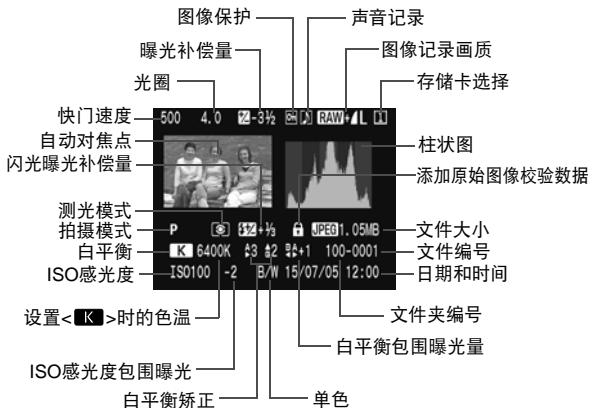 图像保护
声音记录
曝光补偿量
图像记录画质
光圈
存储卡选择
快门速度
500 4.0 -3½ RAW+L 1
自动对焦点
柱状图
闪光曝光补偿量
添加原始图像校验数据
测光模式
拍摄模式
P +⅓ JPEG 1.05MB
文件大小
白平衡
K 6400K A3 2 +1 100-0001
文件编号
ISO感光度
ISO100 -2 B/W 15/07/05 12:00
日期和时间
设置<K>时的色温
文件夹编号
白平衡包围曝光量
ISO感光度包围曝光
白平衡矫正
单色